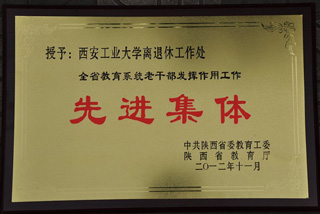 授予：西安工业大学离退休工作处
全省教育系统老干部发挥作用工作
先进集体
中共陕西省委教育工委
陕西省教育厅
二〇一二年十一月